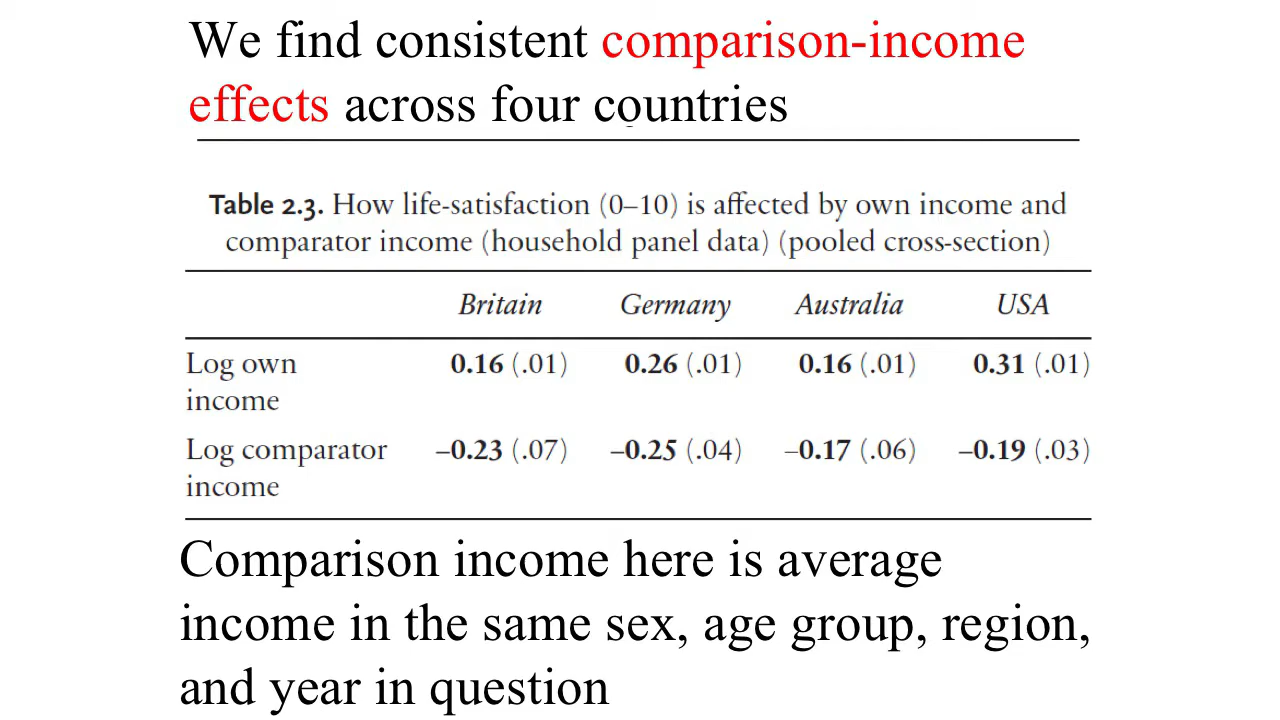 We find consistent comparison-income
effects across four countries
Table 2.3. How life-satisfaction (0–10) is affected by own income and
comparator income (household panel data) (pooled cross-section)
Britain Germany Australia USA
Log own 0.16 (.01) 0.26 (.01) 0.16 (.01) 0.31 (.01)
income
Log comparator –0.23 (.07) –0.25 (.04) –0.17 (.06) –0.19 (.03)
income
Comparison income here is average
income in the same sex, age group, region,
and year in question